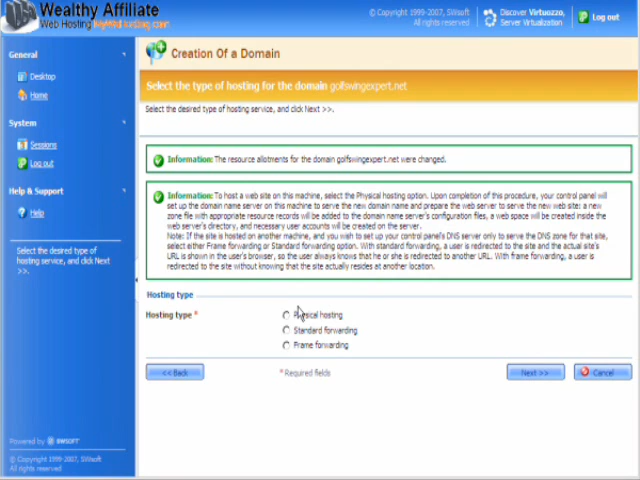 Wealthy Affiliate
Web Hosting
© Copyright 1999-2007, SWsoft
All rights reserved
Discover Virtuozzo,
Server Virtualization
Log out
General
Desktop
Home
System
Sessions
Log out
Help & Support
Help
Select the desired type of
hosting service, and click Next
>>.
Powered by SWSOFT
© Copyright 1999-2007, SWsoft
All rights reserved
Creation Of a Domain
Select the type of hosting for the domain golfswingexpert.net
Select the desired type of hosting service, and click Next >>.
Information: The resource allotments for the domain golfswingexpert.net were changed.
Information: To host a web site on this machine, select the Physical hosting option. Upon completion of this procedure, your control panel will
set up the domain name server on this machine to serve the new domain name and prepare the web server to serve the new web site: a new
zone file with appropriate resource records will be added to the domain name server's configuration files, a web space will be created inside the
web server's directory, and necessary user accounts will be created on the server.
Note: If the site is hosted on another machine, and you wish to set up your control panel's DNS server only to serve the DNS zone for that site,
select either Frame forwarding or Standard forwarding option. With standard forwarding, a user is redirected to the site and the actual site's
URL is shown in the user's browser, so the user always knows that he or she is redirected to another URL. With frame forwarding, a user is
redirected to the site without knowing that the site actually resides at another location.
Hosting type
Hosting type *
Physical hosting
Standard forwarding
Frame forwarding
<< Back
* Required fields
Next >>
Cancel